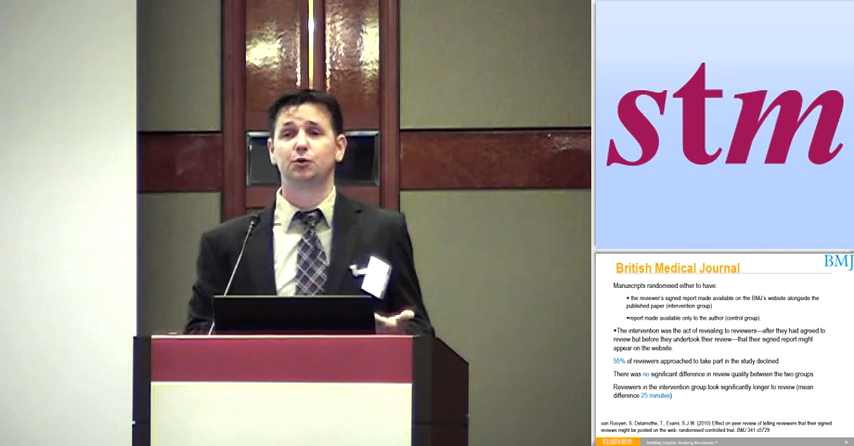 stm
BMJ
British Medical Journal
Manuscripts randomised either to have:
• the reviewer's signed report made available on the BMJ's website alongside the
published paper (intervention group)
• report made available only to the author (control group).
•The intervention was the act of revealing to reviewers—after they had agreed to
review but before they undertook their review—that their signed report might
appear on the website.
55% of reviewers approached to take part in the study declined
There was no significant difference in review quality between the two groups
Reviewers in the intervention group took significantly longer to review (mean
difference 25 minutes)
van Rooyen, S. Delamothe, T., Evans, S.J.W. (2010) Effect on peer review of telling reviewers that their signed
reviews might be posted on the web: randomised controlled trial. BMJ 341 c5729
ELSEVIER